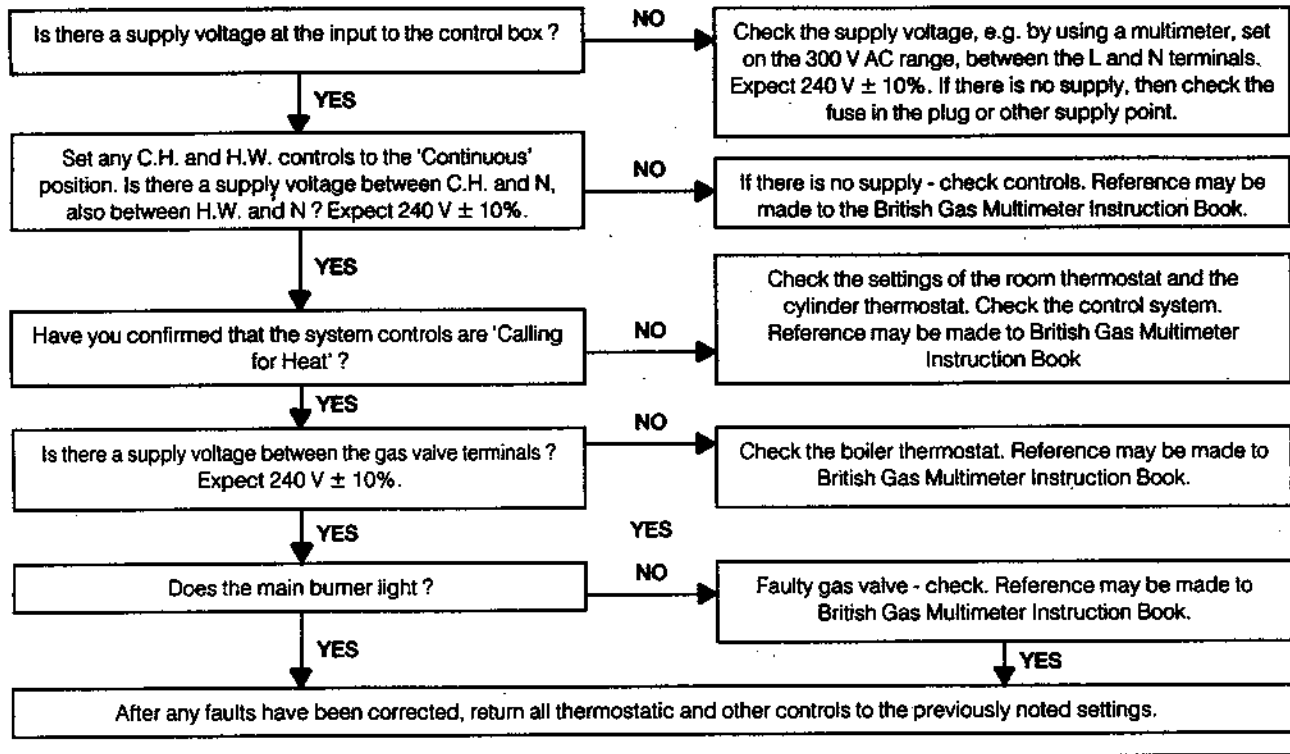 Is there a supply voltage at the input to the control box ?
NO
Check the supply voltage, e.g. by using a multimeter, set
on the 300 V AC range, between the L and N terminals.
Expect 240 V ± 10%. If there is no supply, then check the
fuse in the plug or other supply point.
YES
Set any C.H. and H.W. controls to the 'Continuous'
position. Is there a supply voltage between C.H. and N,
also between H.W. and N ? Expect 240 V ± 10%.
NO
If there is no supply - check controls. Reference may be
made to the British Gas Multimeter Instruction Book.
YES
Have you confirmed that the system controls are 'Calling
for Heat' ?
NO
Check the settings of the room thermostat and the
cylinder thermostat. Check the control system.
Reference may be made to British Gas Multimeter
Instruction Book
YES
Is there a supply voltage between the gas valve terminals ?
Expect 240 V ± 10%.
NO
Check the boiler thermostat. Reference may be made to
British Gas Multimeter Instruction Book.
YES
YES
Does the main burner light ?
NO
Faulty gas valve - check. Reference may be made to
British Gas Multimeter Instruction Book.
YES
YES
After any faults have been corrected, return all thermostatic and other controls to the previously noted settings.